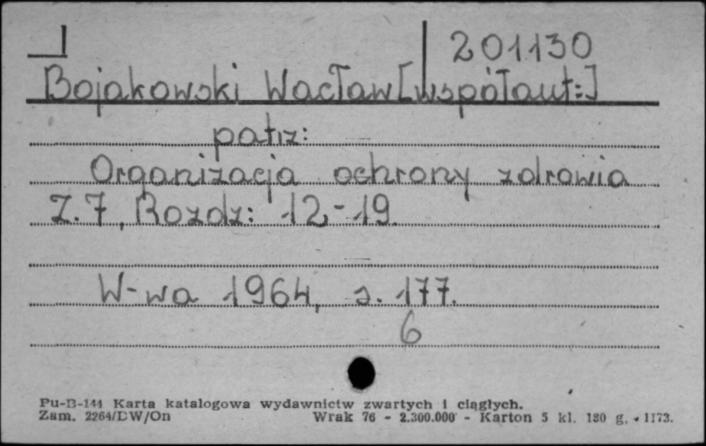 201130
Bojakowski Wacław [współaut:]
patrz:
Organizacja ochrony zdrowia
Z.7, Rozdz: 12-19.
W-wa 1964, s. 177.
6
Pu-B-144 Karta katalogowa wydawnictw zwartych i ciągłych.
Zam. 2264/DW/On Wrak 76 - 2.300.000 - Karton 5 kl. 180 g. - 1173.